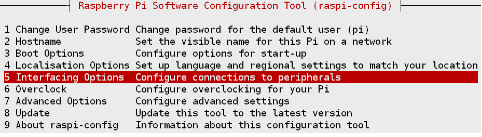 Raspberry Pi Software Configuration Tool (raspi-config)
1 Change User Password Change password for the default user (pi)
2 Hostname Set the visible name for this Pi on a network
3 Boot Options Configure options for start-up
4 Localisation Options Set up language and regional settings to match your location
5 Interfacing Options Configure connections to peripherals
6 Overclock Configure overclocking for your Pi
7 Advanced Options Configure advanced settings
8 Update Update this tool to the latest version
9 About raspi-config Information about this configuration tool